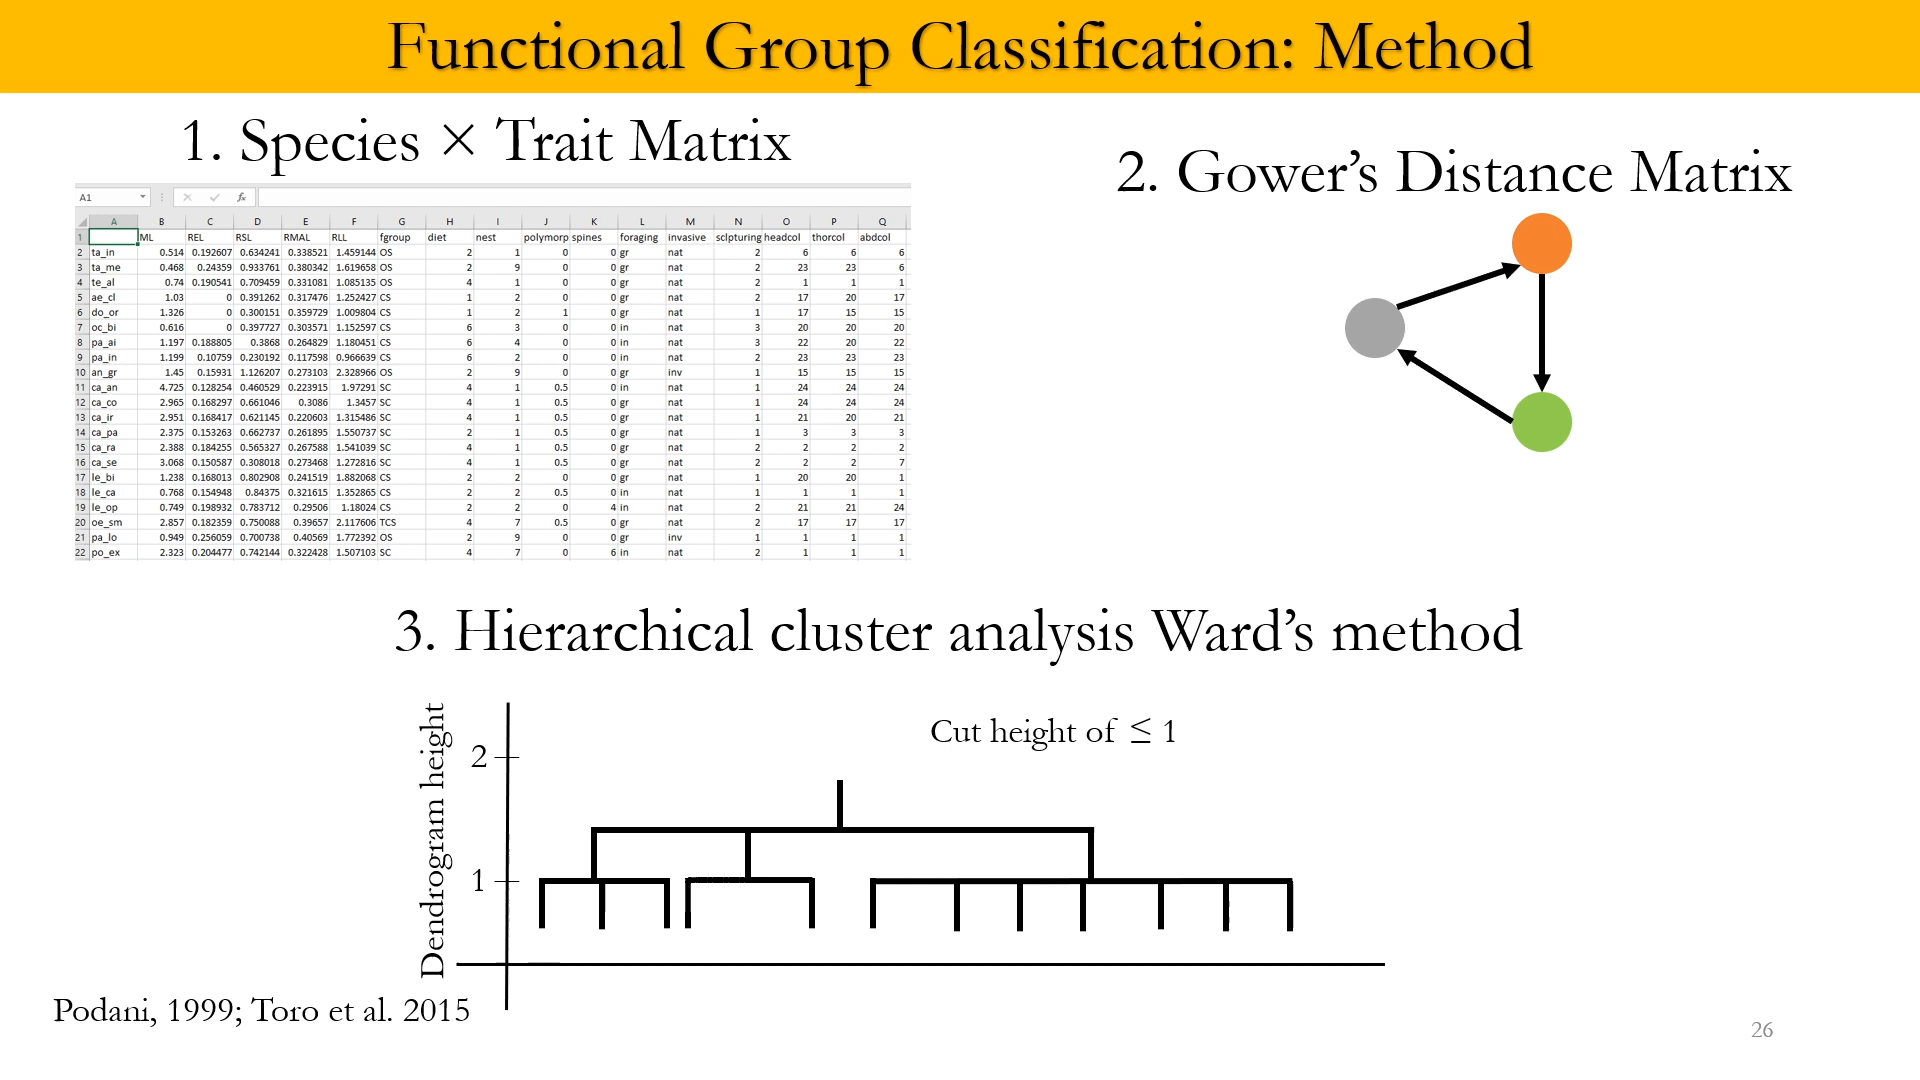 Functional Group Classification: Method
1. Species × Trait Matrix
2. Gower's Distance Matrix
A1 fx
A B C D E F G H I J K L M N O P Q
1 ML REL RSL RMAL RLL fgroup diet nest polymorp spines foraging invasive sclpturing headcol thorcol abdcol
2 ta_in 0.514 0.192607 0.634241 0.338521 1.459144 OS 2 1 0 0 gr nat 2 6 6 6
3 ta_me 0.468 0.24359 0.933761 0.380342 1.619658 OS 2 9 0 0 gr nat 2 23 23 6
4 te_al 0.74 0.190541 0.709459 0.331081 1.085135 OS 4 1 0 0 gr nat 2 1 1 1
5 ae_cl 1.03 0 0.391262 0.317476 1.252427 CS 1 2 0 0 gr nat 2 17 20 17
6 do_or 1.326 0 0.300151 0.359729 1.009804 CS 1 2 1 0 gr nat 1 17 15 15
7 oc_bi 0.616 0 0.397727 0.303571 1.152597 CS 6 3 0 0 in nat 3 20 20 20
8 pa_ai 1.197 0.188805 0.3868 0.264829 1.180451 CS 6 4 0 0 in nat 3 22 20 22
9 pa_in 1.199 0.10759 0.230192 0.117598 0.966639 CS 6 2 0 0 in nat 2 23 23 23
10 an_gr 1.45 0.15931 1.126207 0.273103 2.328966 OS 2 9 0 0 gr inv 1 15 15 15
11 ca_an 4.725 0.128254 0.460529 0.223915 1.97291 SC 4 1 0.5 0 in nat 1 24 24 24
12 ca_co 2.965 0.168297 0.661046 0.3086 1.3457 SC 4 1 0.5 0 gr nat 1 24 24 24
13 ca_ir 2.951 0.168417 0.621145 0.220603 1.315486 SC 4 1 0.5 0 gr nat 1 21 20 21
14 ca_pa 2.375 0.153263 0.662737 0.261895 1.550737 SC 2 1 0.5 0 gr nat 1 3 3 3
15 ca_ra 2.388 0.184255 0.565327 0.267588 1.541039 SC 4 1 0.5 0 gr nat 2 2 2 2
16 ca_se 3.068 0.150587 0.308018 0.273468 1.272816 SC 4 1 0.5 0 gr nat 2 2 2 7
17 le_bi 1.238 0.168013 0.802908 0.241519 1.882068 CS 2 2 0 0 gr nat 1 20 20 1
18 le_ca 0.768 0.154948 0.84375 0.321615 1.352865 CS 2 2 0.5 0 in nat 1 1 1 1
19 le_op 0.749 0.198932 0.783712 0.29506 1.18024 CS 2 2 0 4 in nat 2 21 21 24
20 oe_sm 2.857 0.182359 0.750088 0.39657 2.117606 TCS 4 7 0.5 0 gr nat 2 17 17 17
21 pa_lo 0.949 0.256059 0.700738 0.40569 1.772392 OS 2 9 0 0 gr inv 1 1 1 1
22 po_ex 2.323 0.204477 0.742144 0.322428 1.507103 SC 4 7 0 6 in nat 2 1 1 1
3. Hierarchical cluster analysis Ward's method
Dendrogram height
2
1
Cut height of ≤ 1
Podani, 1999; Toro et al. 2015
26